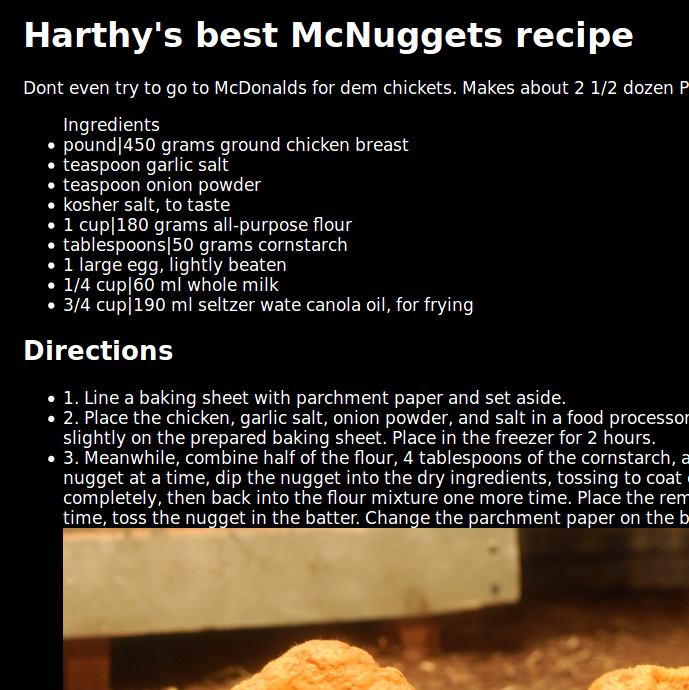 Harthy's best McNuggets recipe
Dont even try to go to McDonalds for dem chickets. Makes about 2 1/2 dozen P
Ingredients
• pound|450 grams ground chicken breast
• teaspoon garlic salt
• teaspoon onion powder
• kosher salt, to taste
• 1 cup|180 grams all-purpose flour
• tablespoons|50 grams cornstarch
• 1 large egg, lightly beaten
• 1/4 cup|60 ml whole milk
• 3/4 cup|190 ml seltzer wate canola oil, for frying
Directions
• 1. Line a baking sheet with parchment paper and set aside.
• 2. Place the chicken, garlic salt, onion powder, and salt in a food processor
slightly on the prepared baking sheet. Place in the freezer for 2 hours.
• 3. Meanwhile, combine half of the flour, 4 tablespoons of the cornstarch, a
nugget at a time, dip the nugget into the dry ingredients, tossing to coat
completely, then back into the flour mixture one more time. Place the rem
time, toss the nugget in the batter. Change the parchment paper on the b